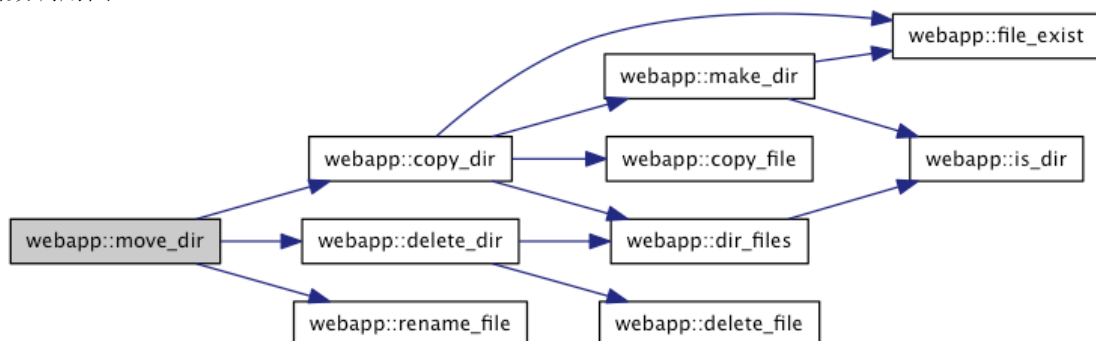 webapp::file_exist
webapp::make_dir
webapp::copy_dir
webapp::copy_file
webapp::is_dir
webapp::move_dir
webapp::delete_dir
webapp::dir_files
webapp::rename_file
webapp::delete_file